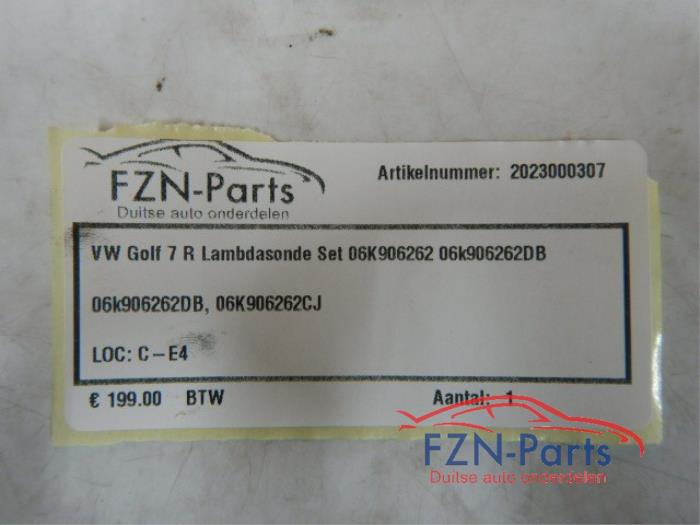 FZN-Parts
Duitse auto onderdelen
Artikelnummer: 2023000307
VW Golf 7 R Lambdasonde Set 06K906262 06k906262DB
06k906262DB, 06K906262CJ
LOC: C-E4
€ 199.00 BTW
Aantal: 1
FZN-Parts
Duitse auto onderdelen